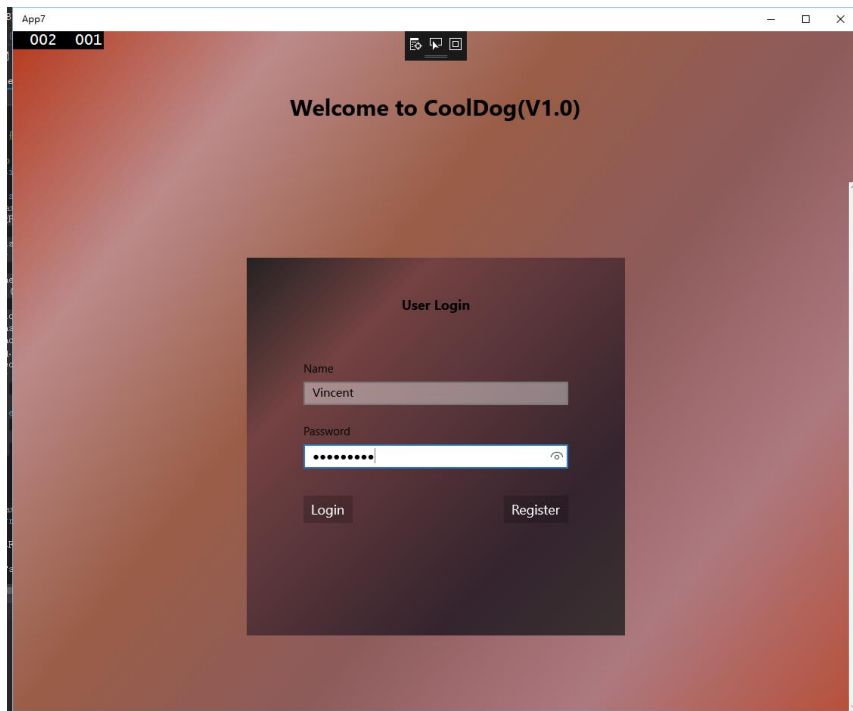 App7
002 001
Welcome to CoolDog(V1.0)
User Login
Name
Vincent
Password
•••••••••
Login Register